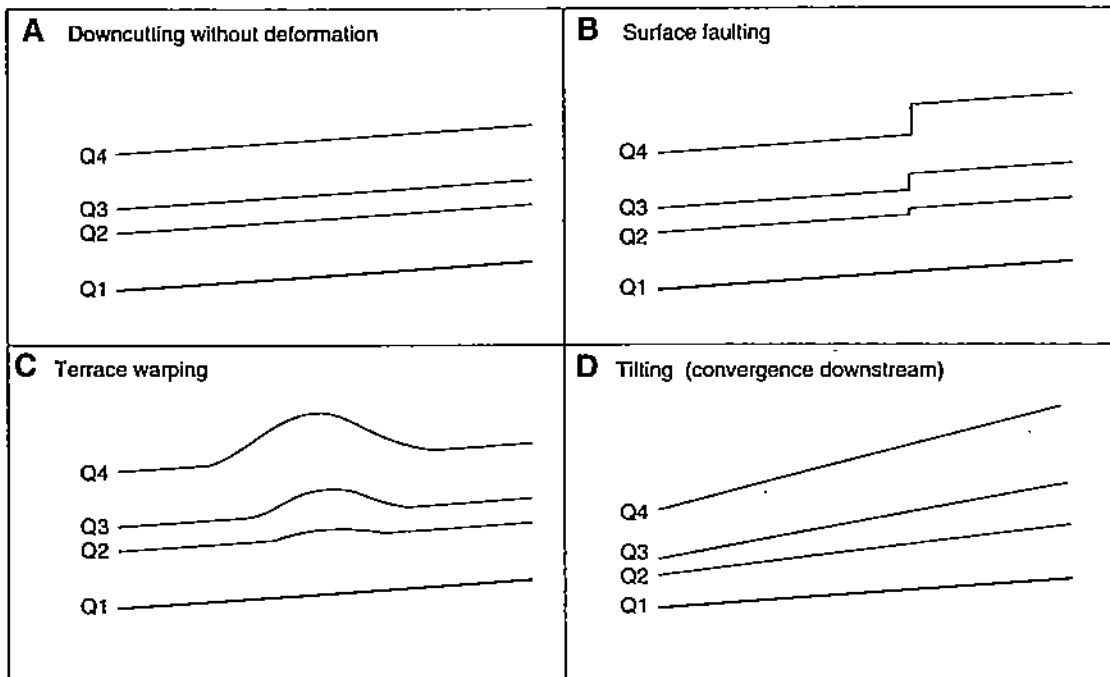 A Downcutting without deformation
Q4
Q3
Q2
Q1
B Surface faulting
Q4
Q3
Q2
Q1
C Terrace warping
Q4
Q3
Q2
Q1
D Tilting (convergence downstream)
Q4
Q3
Q2
Q1